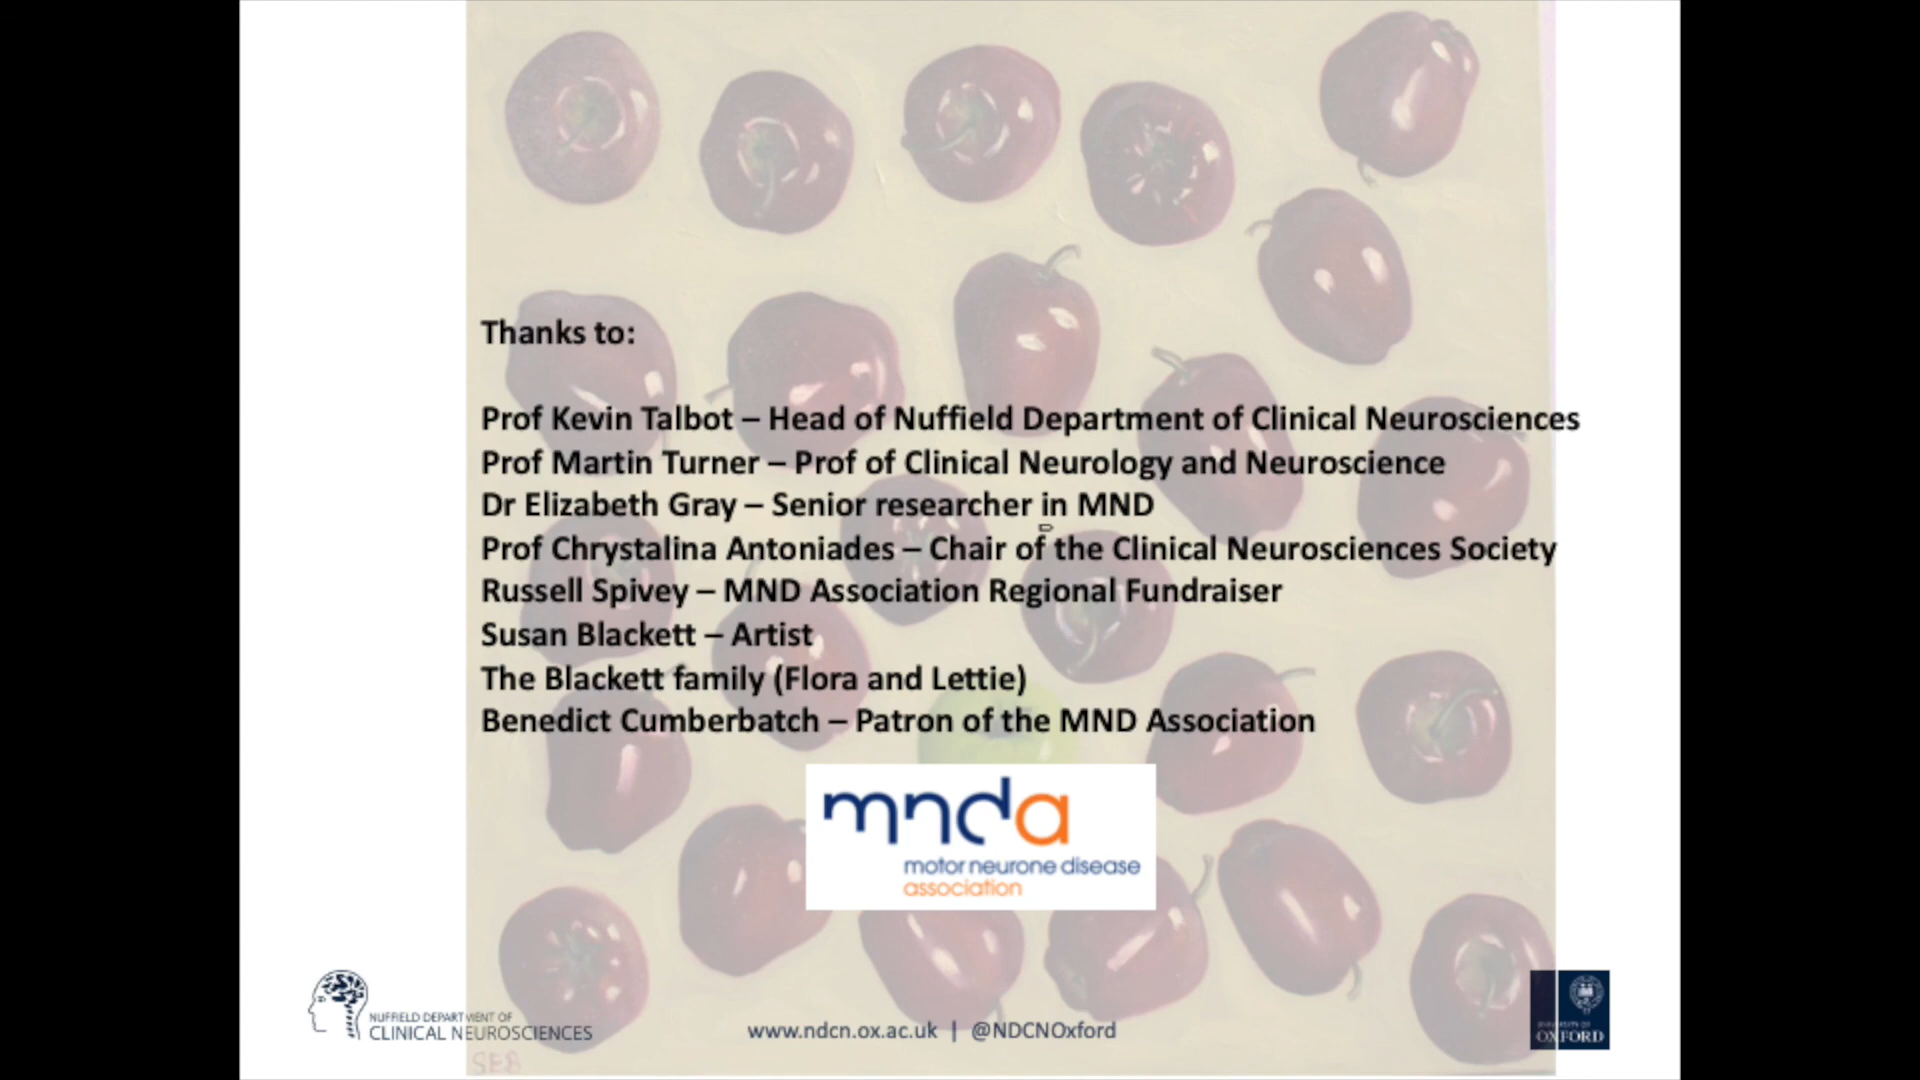 Thanks to:
Prof Kevin Talbot – Head of Nuffield Department of Clinical Neurosciences
Prof Martin Turner – Prof of Clinical Neurology and Neuroscience
Dr Elizabeth Gray – Senior researcher in MND
Prof Chrystalina Antoniades – Chair of the Clinical Neurosciences Society
Russell Spivey – MND Association Regional Fundraiser
Susan Blackett – Artist
The Blackett family (Flora and Lettie)
Benedict Cumberbatch – Patron of the MND Association
mnda
motor neurone disease
association
NUFFIELD DEPARTMENT OF
CLINICAL NEUROSCIENCES
www.ndcn.ox.ac.uk | @NDCNOxford
UNIVERSITY OF
OXFORD
SEB